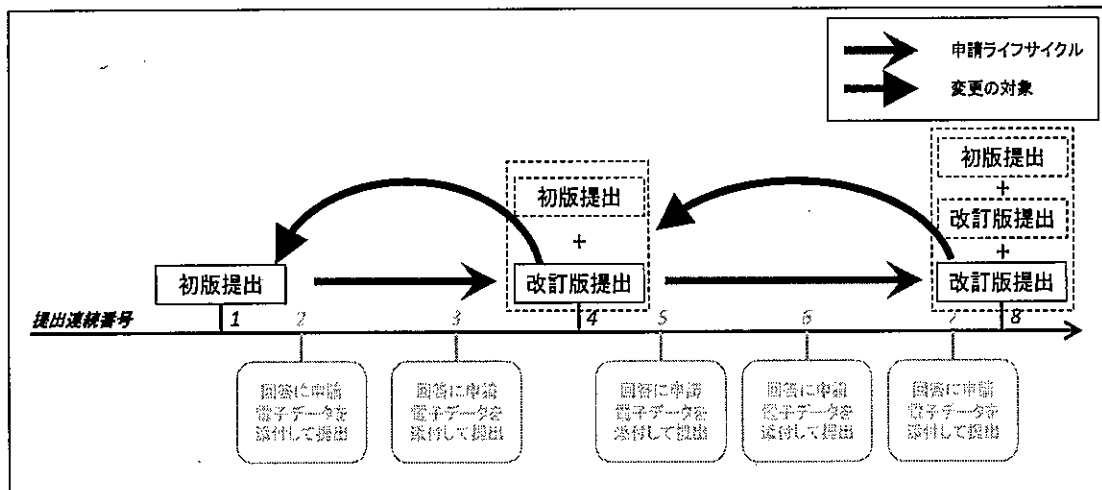 申請ライフサイクル
変更の対象
初版提出
+
改訂版提出
+
改訂版提出
初版提出
+
改訂版提出
初版提出
提出連続番号
1 2 3 4 5 6 7 8
回答に申請
電子データを
添付して提出
回答に申請
電子データを
添付して提出
回答に申請
電子データを
添付して提出
回答に申請
電子データを
添付して提出
回答に申請
電子データを
添付して提出